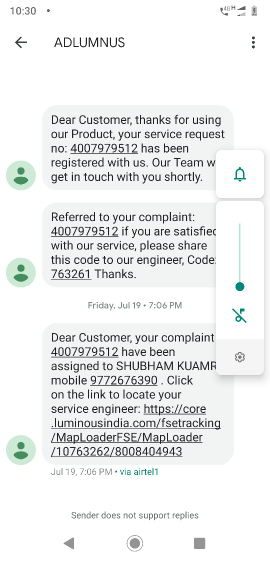 10:30
ADLUMNUS
Dear Customer, thanks for using
our Product, your service request
no: 4007979512 has been
registered with us. Our Team
get in touch with you shortly.
Referred to your complaint:
4007979512 if you are satisfied
with our service, please share
this code to our engineer, Code:
763261 Thanks.
Friday, Jul 19 • 7:06 PM
Dear Customer, your complaint
4007979512 have been
assigned to SHUBHAM KUAMR
mobile 9772676390 . Click
on the link to locate your
service engineer: https://core
.luminousindia.com/fsetracking
/MapLoaderFSE/MapLoader
/10763262/8008404943
Jul 19, 7:06 PM • via airtel1
Sender does not support replies